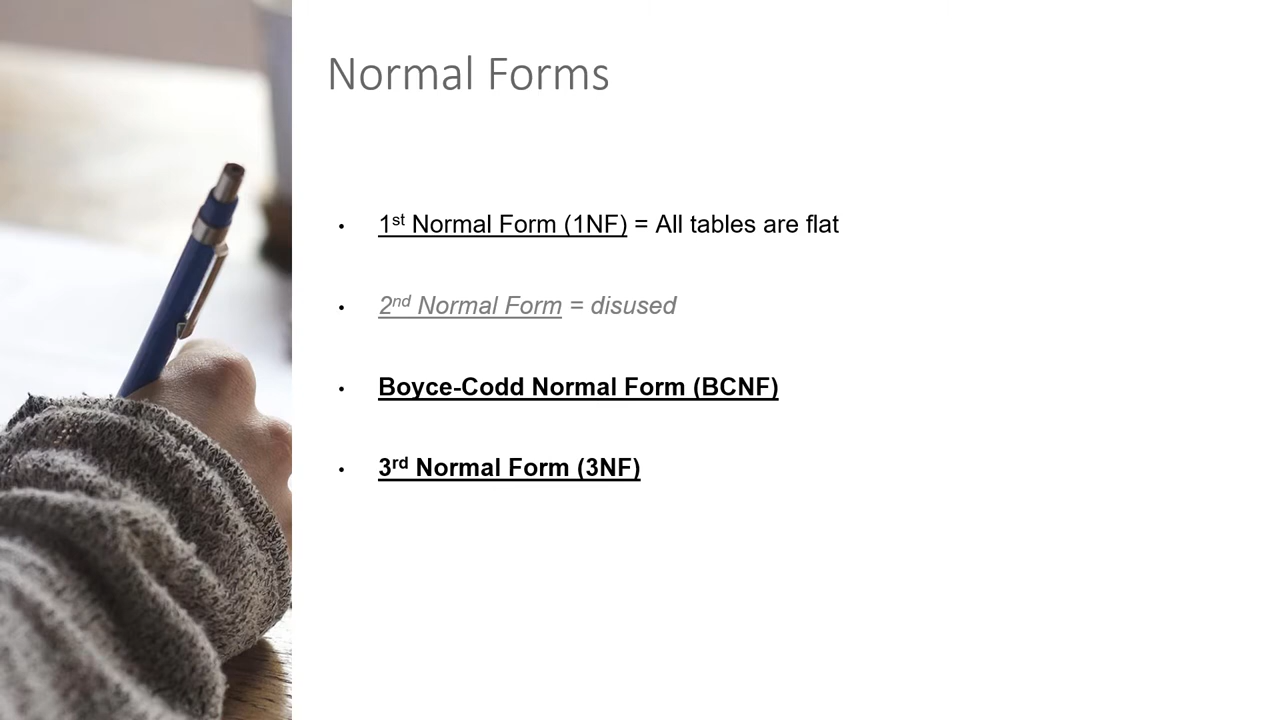 Normal Forms
• 1st Normal Form (1NF) = All tables are flat
• 2nd Normal Form = disused
• Boyce-Codd Normal Form (BCNF)
• 3rd Normal Form (3NF)